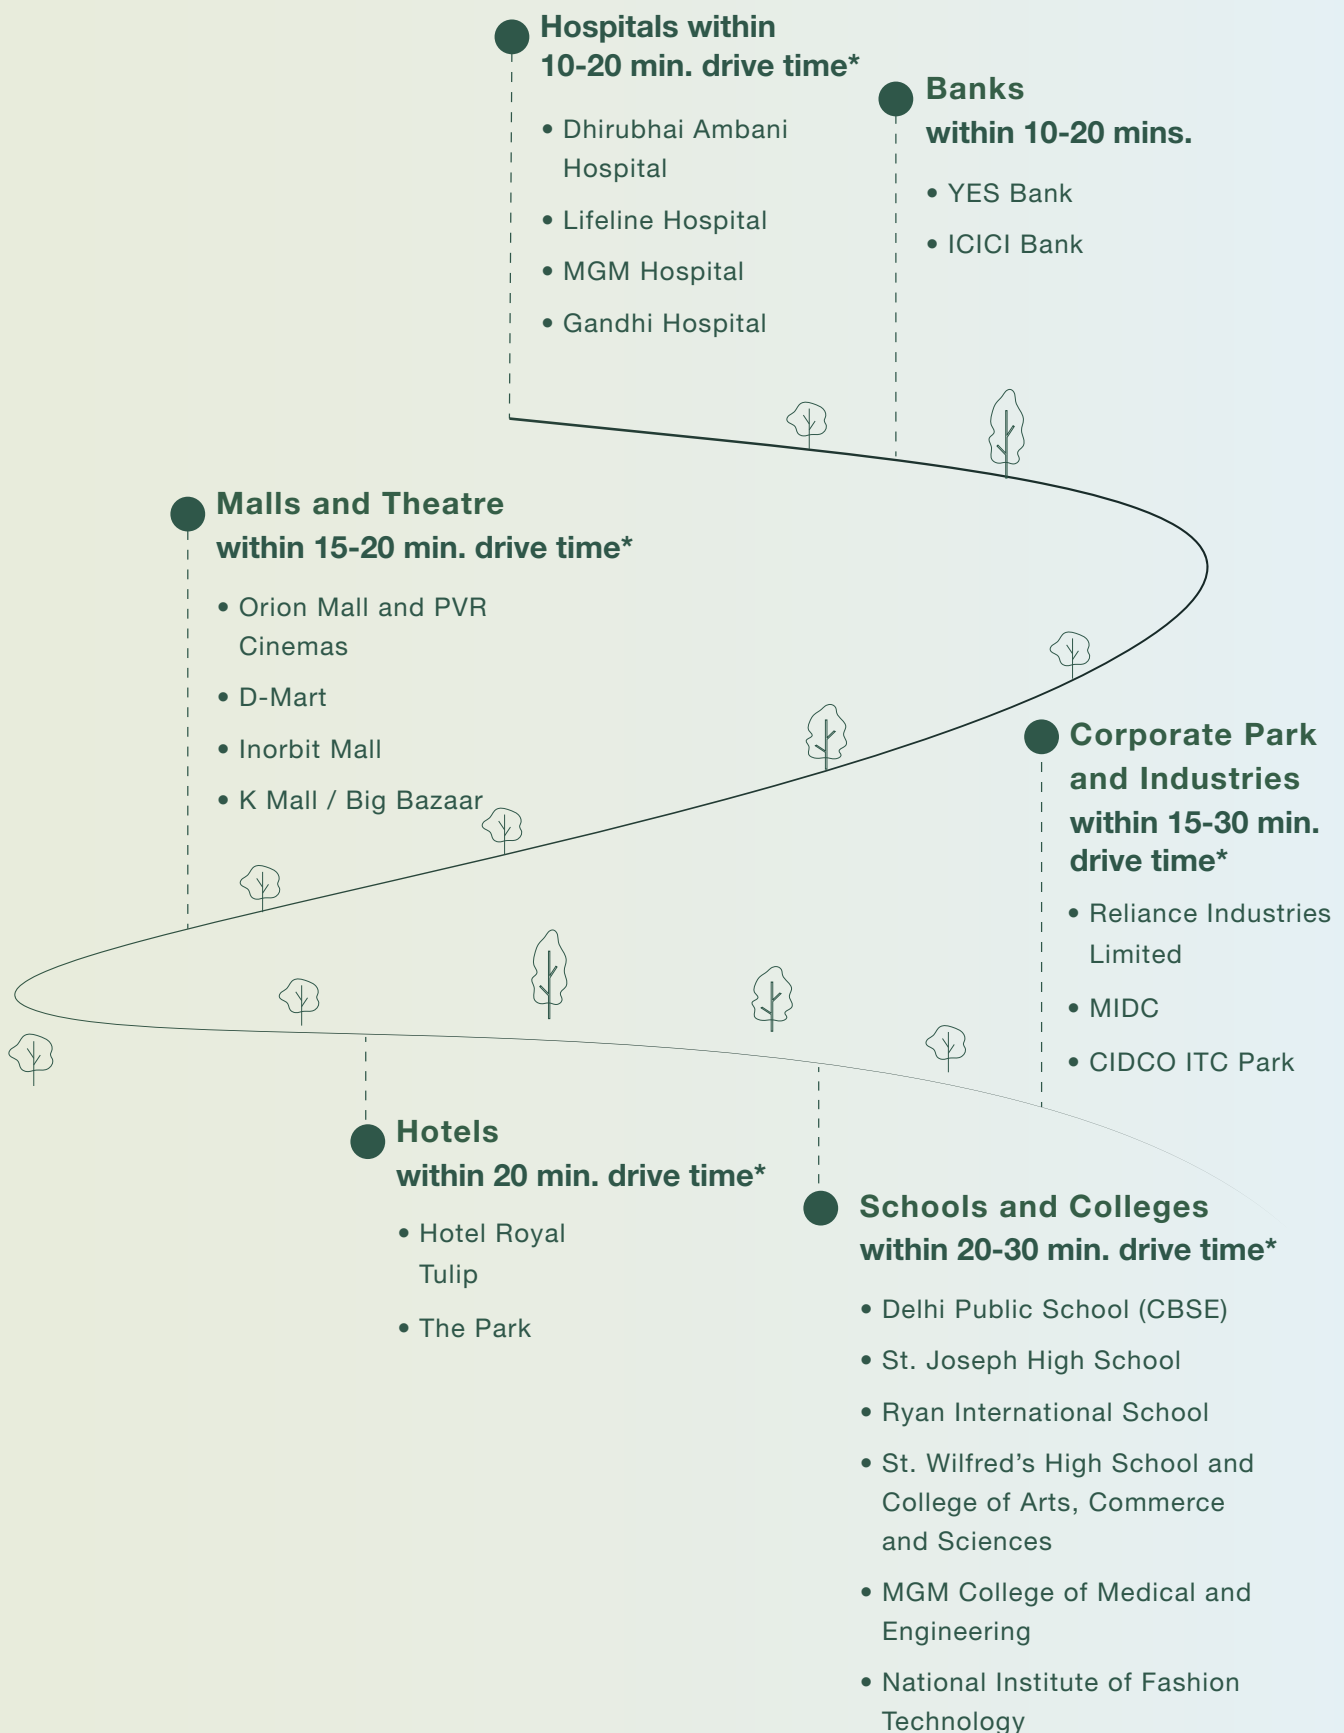 Hospitals within
10-20 min. drive time*
• Dhirubhai Ambani
Hospital
• Lifeline Hospital
• MGM Hospital
• Gandhi Hospital
Banks
within 10-20 mins.
• YES Bank
• ICICI Bank
Malls and Theatre
within 15-20 min. drive time*
• Orion Mall and PVR
Cinemas
• D-Mart
• Inorbit Mall
• K Mall / Big Bazaar
Corporate Park
and Industries
within 15-30 min.
drive time*
• Reliance Industries
Limited
• MIDC
• CIDCO ITC Park
Hotels
within 20 min. drive time*
• Hotel Royal
Tulip
• The Park
Schools and Colleges
within 20-30 min. drive time*
• Delhi Public School (CBSE)
• St. Joseph High School
• Ryan International School
• St. Wilfred’s High School and
College of Arts, Commerce
and Sciences
• MGM College of Medical and
Engineering
• National Institute of Fashion
Technology